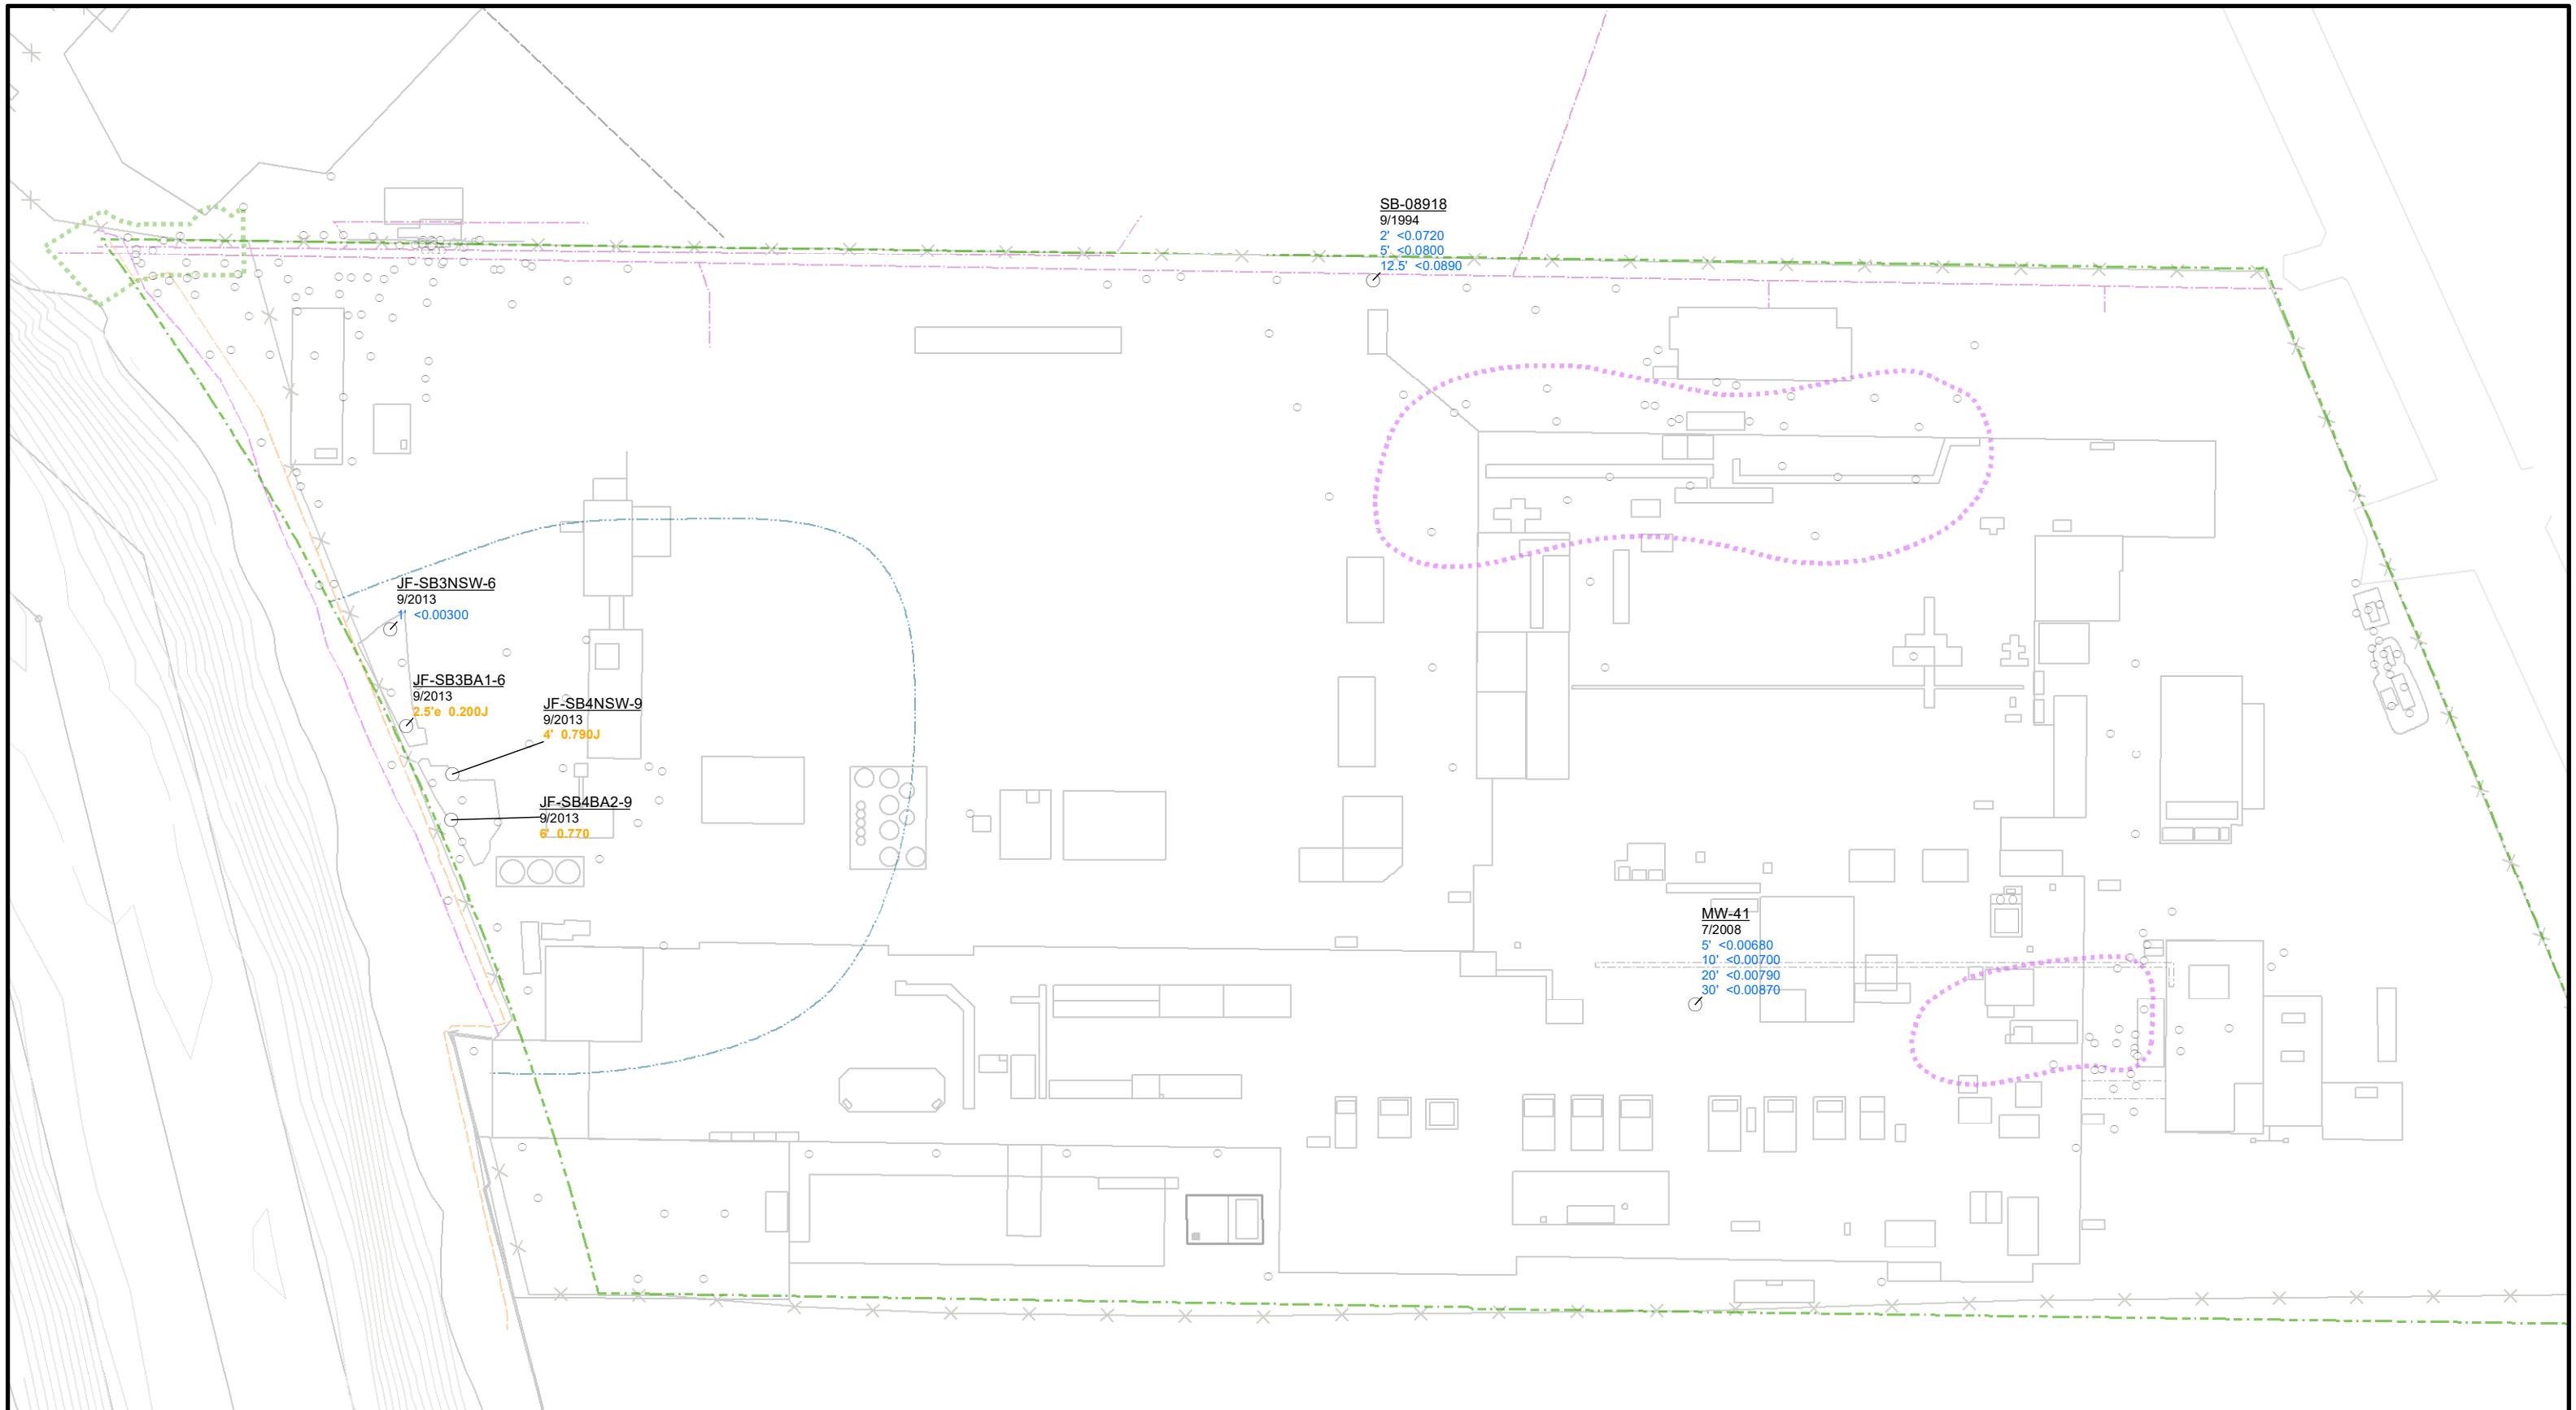 SB-08918
9/1994
2' <0.0720
5' <0.0800
12.5' <0.0890
JF-SB3NSW-6
9/2013
1' <0.00300
JF-SB3BA1-6
9/2013
2.5'e 0.200J
JF-SB4NSW-9
9/2013
4' 0.790J
JF-SB4BA2-9
9/2013
6' 0.770
MW-41
7/2008
5' <0.00680
10' <0.00700
20' <0.00790
30' <0.00870